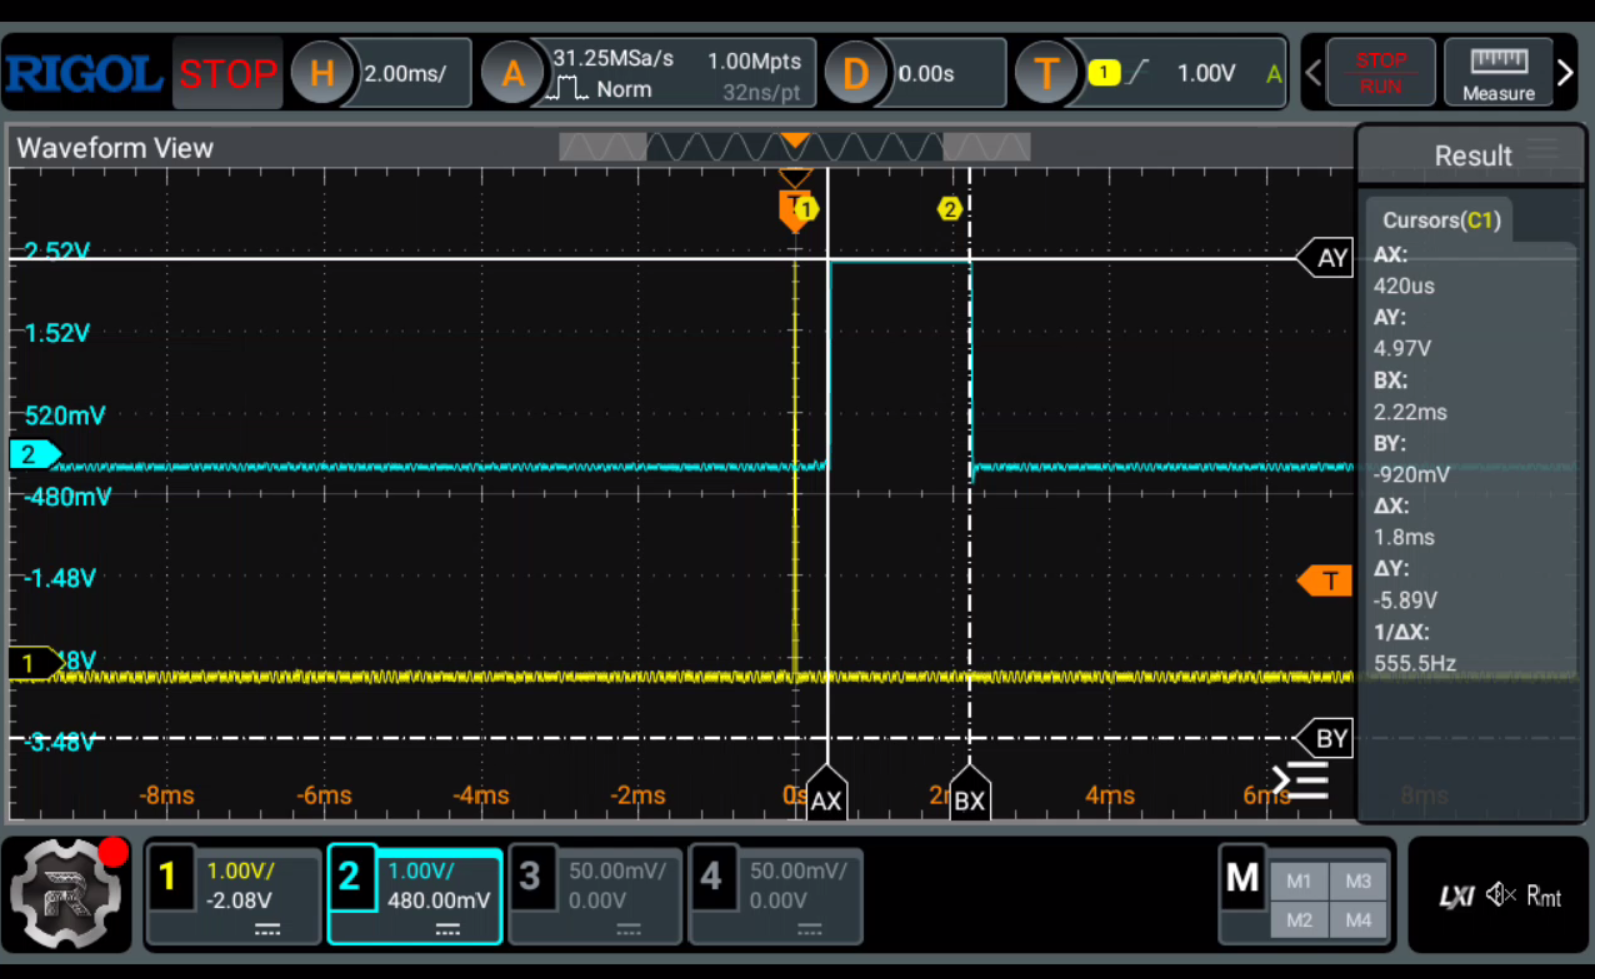 RIGOL STOP H 2.00ms/ A 31.25MSa/s 1.00Mpts D 0.00s T 1 1.00V A STOP Measure
Norm 32ns/pt RUN
Waveform View
Result
T 1 2
Cursors(C1)
2.52V
AY
AX:
420us
AY:
1.52V
4.97V
BX:
520mV
2.22ms
BY:
2
-920mV
-480mV
ΔX:
1.8ms
-1.48V
T
ΔY:
-5.89V
1/ΔX:
1 8V
555.5Hz
-3.48V
BY
-8ms -6ms -4ms -2ms 0s AX BX 4ms 6ms 8ms
1 1.00V/ 2 1.00V/ 3 50.00mV/ 4 50.00mV/ M M1 M3
-2.08V 480.00mV 0.00V 0.00V M2 M4
R
LXI Rmt